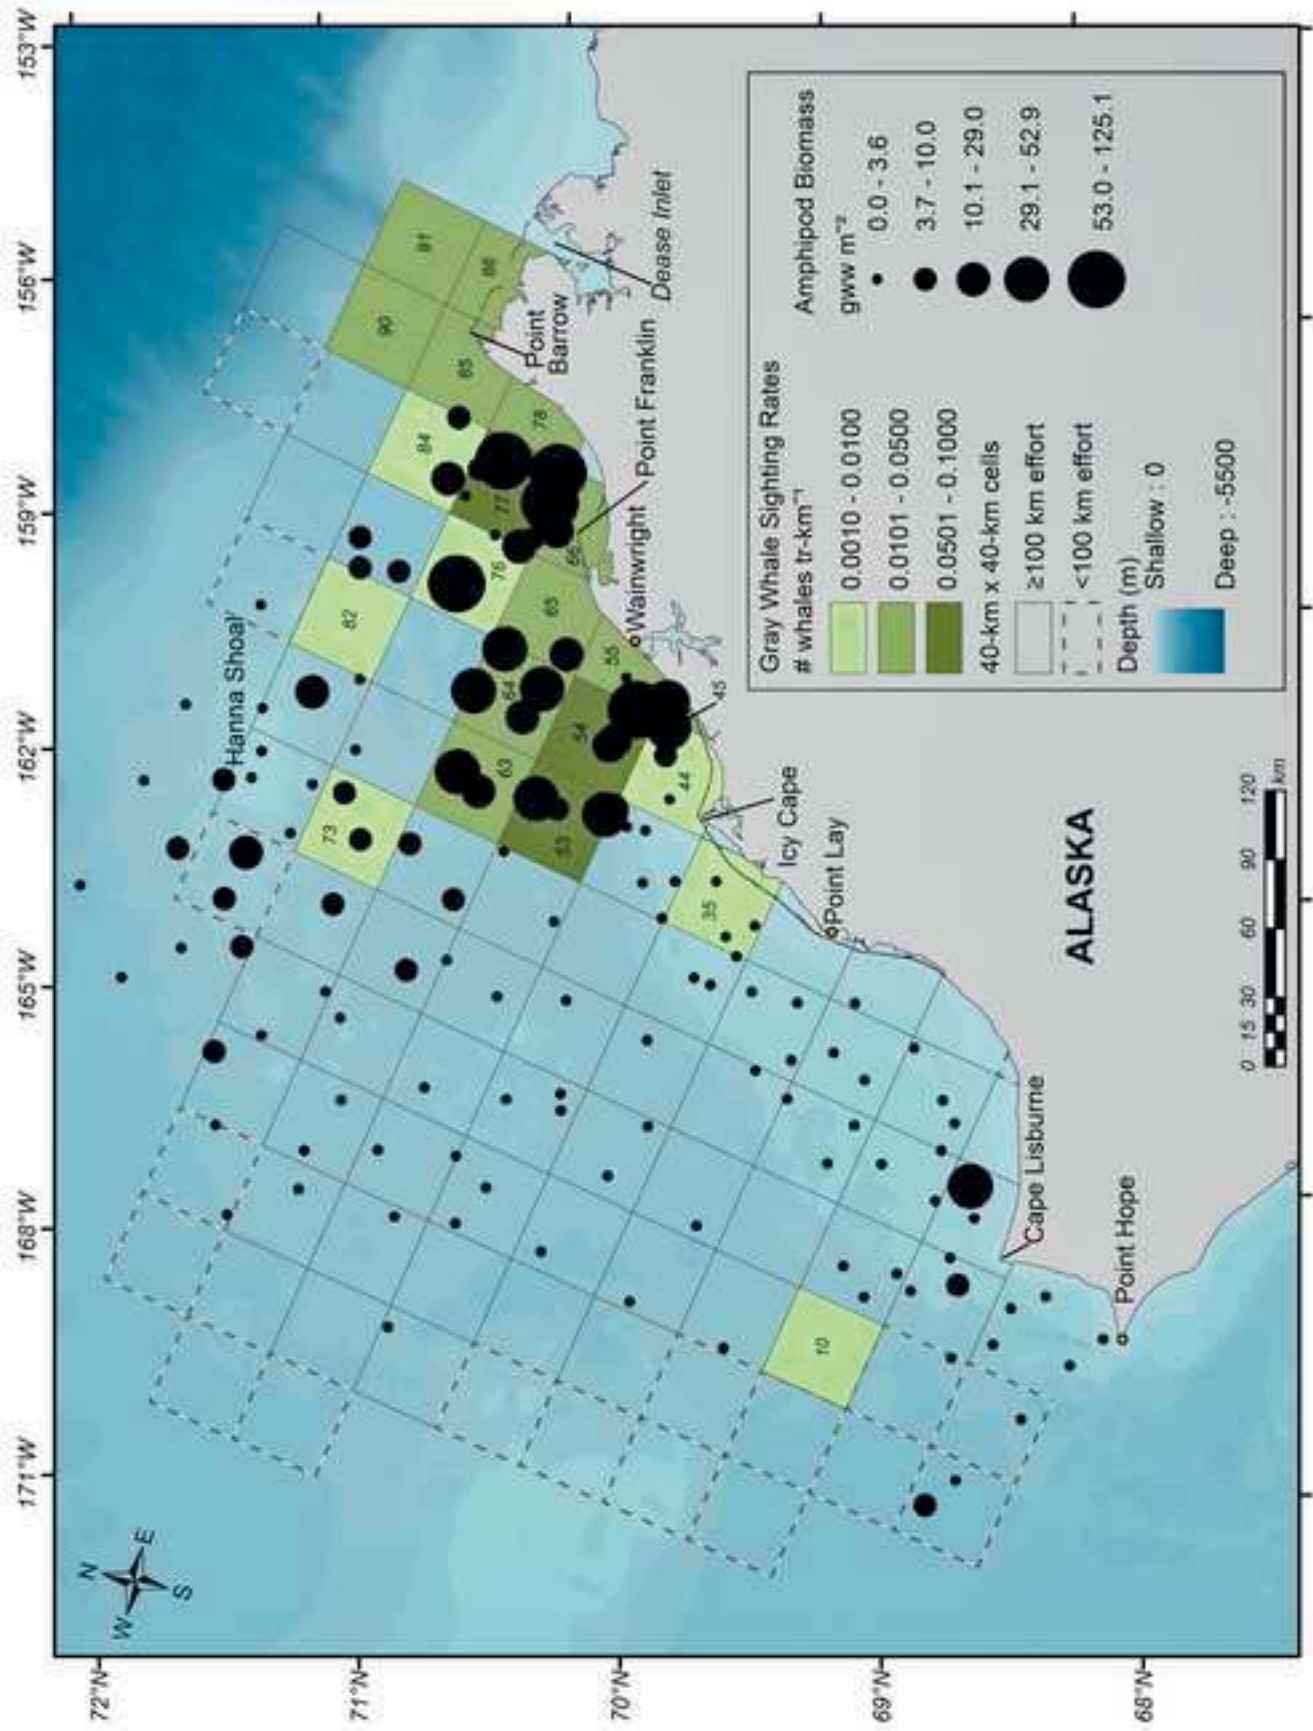 153°W
156°W
159°W
162°W
165°W
168°W
171°W
72°N
71°N
70°N
69°N
68°N
N
E
S
W
Hanna Shoal
91
90
86
85
84
78
77
76
66
82
65
64
55
45
54
63
44
73
53
35
10
Dease Inlet
Point
Barrow
Point Franklin
Wainwright
Icy Cape
Point Lay
Cape Lisburne
Point Hope
ALASKA
0 15 30 60 90 120
km
Gray Whale Sighting Rates
# whales tr-km⁻¹
0.0010 - 0.0100
0.0101 - 0.0500
0.0501 - 0.1000
40-km x 40-km cells
≥100 km effort
<100 km effort
Depth (m)
Shallow : 0
Deep : -5500
Amphipod Biomass
gww m⁻²
0.0 - 3.6
3.7 - 10.0
10.1 - 29.0
29.1 - 52.9
53.0 - 125.1